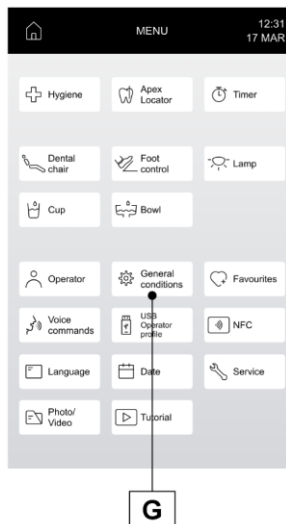 MENU
12:31
17 MAR
Hygiene
Apex
Locator
Timer
Dental
chair
Foot
control
Lamp
Cup
Bowl
Operator
General
conditions
Favourites
Voice
commands
USB
Operator
profile
NFC
Language
Date
Service
Photo/
Video
Tutorial
G